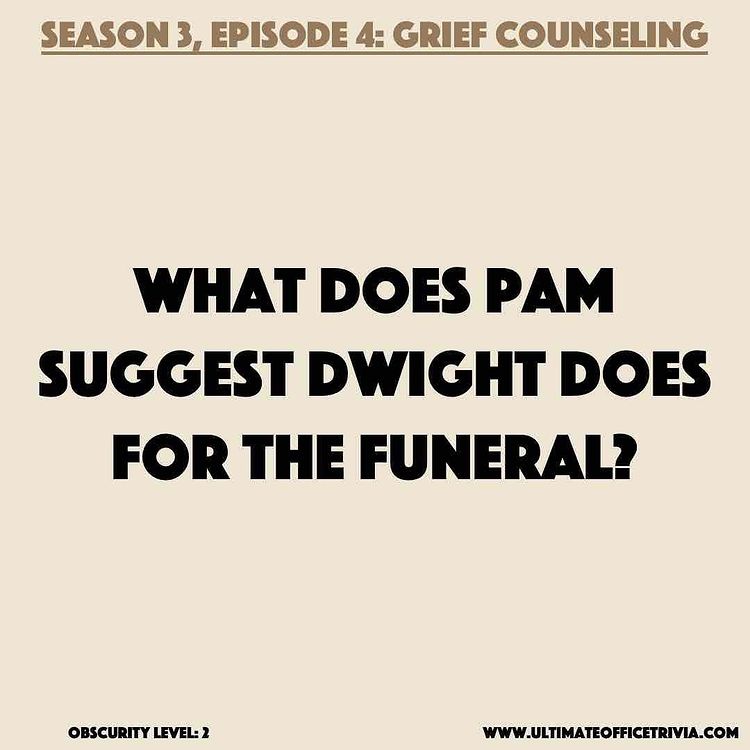 SEASON 3, EPISODE 4: GRIEF COUNSELING
WHAT DOES PAM
SUGGEST DWIGHT DOES
FOR THE FUNERAL?
OBSCURITY LEVEL: 2
WWW.ULTIMATEOFFICETRIVIA.COM